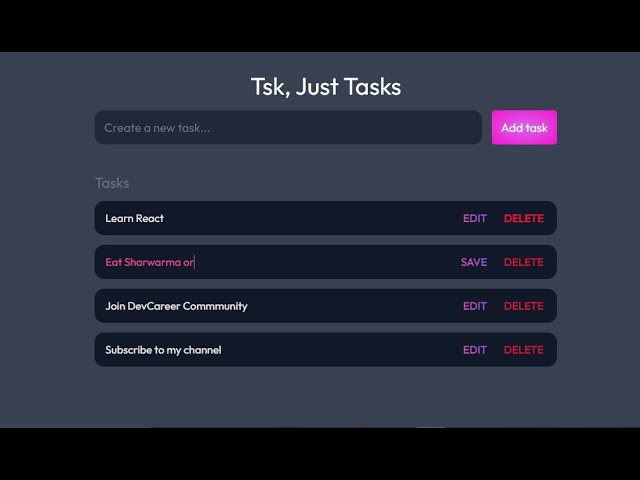 Tsk, Just Tasks
Create a new task...
Add task
Tasks
Learn React
EDIT
DELETE
Eat Sharwarma or
SAVE
DELETE
Join DevCareer Commmunity
EDIT
DELETE
Subscribe to my channel
EDIT
DELETE